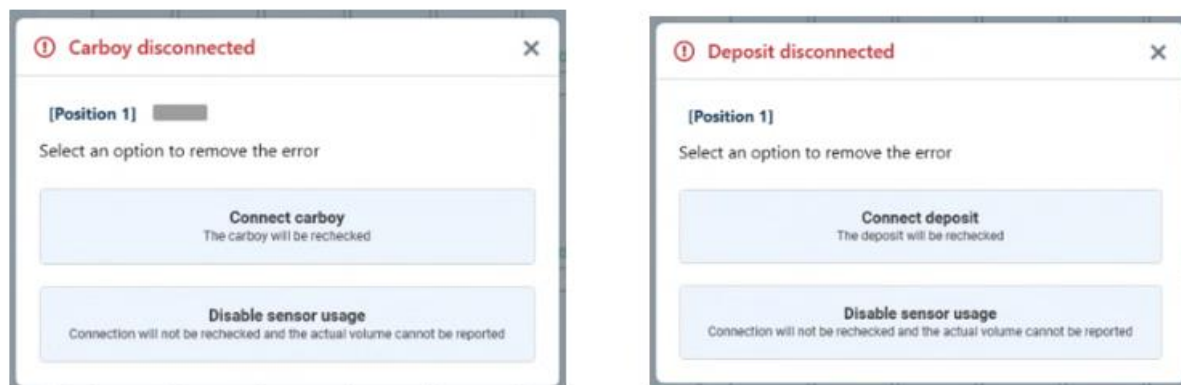 Carboy disconnected
[Position 1]
Select an option to remove the error
Connect carboy
The carboy will be rechecked
Disable sensor usage
Connection will not be rechecked and the actual volume cannot be reported
Deposit disconnected
[Position 1]
Select an option to remove the error
Connect deposit
The deposit will be rechecked
Disable sensor usage
Connection will not be rechecked and the actual volume cannot be reported